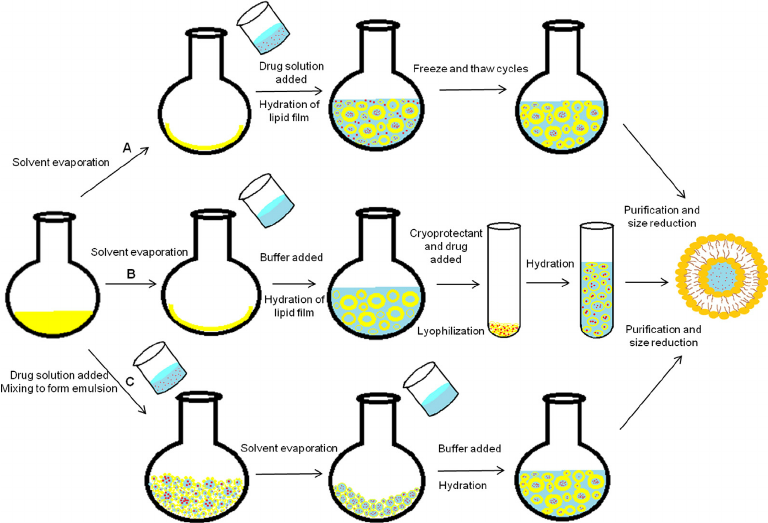 Drug solution
added
Hydration of
lipid film
Freeze and thaw cycles
A
Solvent evaporation
Purification and
size reduction
Solvent evaporation
B
Buffer added
Hydration of
lipid film
Cryoprotectant
and drug
added
Lyophilization
Hydration
Purification and
size reduction
Drug solution added
Mixing to form emulsion
C
Solvent evaporation
Buffer added
Hydration